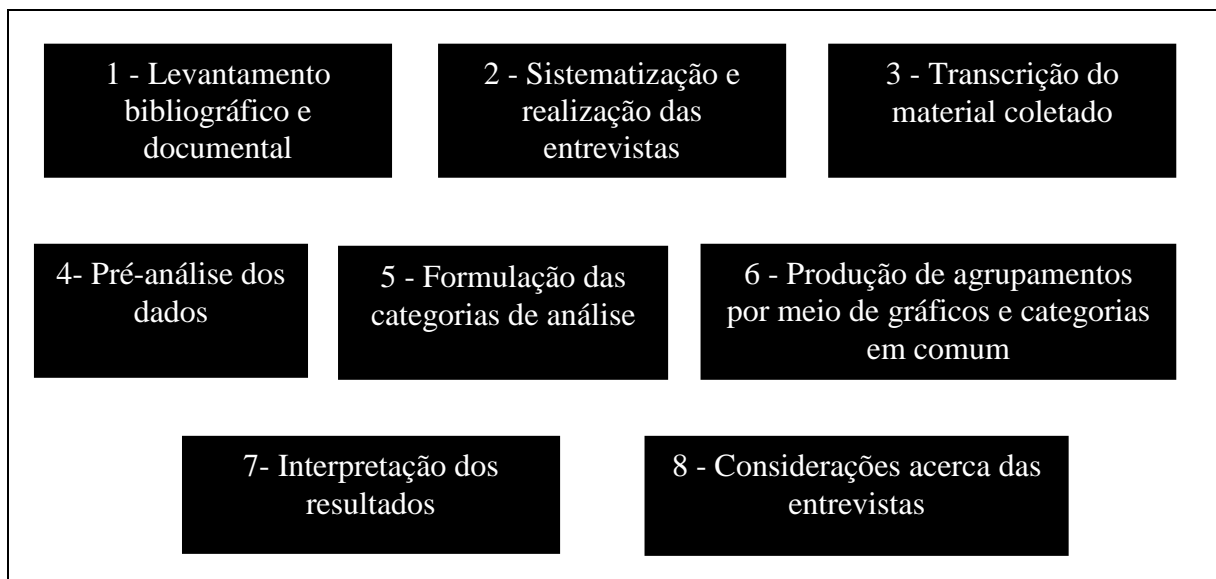 1 - Levantamento
bibliográfico e
documental
2 - Sistematização e
realização das
entrevistas
3 - Transcrição do
material coletado
4- Pré-análise dos
dados
5 - Formulação das
categorias de análise
6 - Produção de agrupamentos
por meio de gráficos e categorias
em comum
7- Interpretação dos
resultados
8 - Considerações acerca das
entrevistas